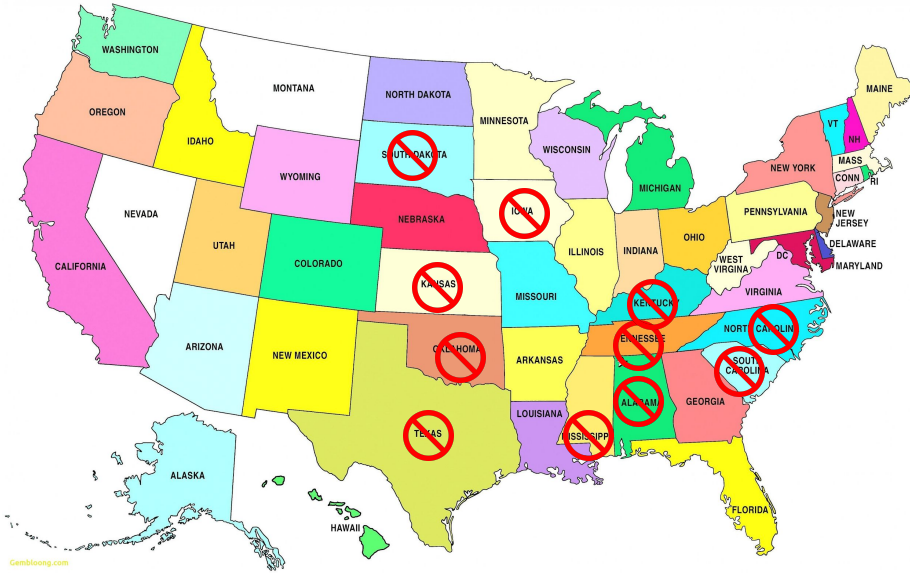 WASHINGTON
MONTANA
NORTH DAKOTA
MINNESOTA
MAINE
OREGON
IDAHO
SOUTH DAKOTA
WISCONSIN
VT
NH
WYOMING
MICHIGAN
NEW YORK
MASS
CONN
RI
IOWA
NEBRASKA
NEVADA
UTAH
COLORADO
ILLINOIS
INDIANA
OHIO
PENNSYLVANIA
NEW
JERSEY
CALIFORNIA
KANSAS
MISSOURI
KENTUCKY
WEST
VIRGINA
DC
DELAWARE
MARYLAND
VIRGINIA
ARIZONA
NEW MEXICO
OKLAHOMA
ARKANSAS
TENNESSEE
NORTH CAROLINA
SOUTH
CAROLINA
TEXAS
LOUISIANA
MISSISSIPPI
ALABAMA
GEORGIA
ALASKA
HAWAII
FLORIDA
Gembluong.com